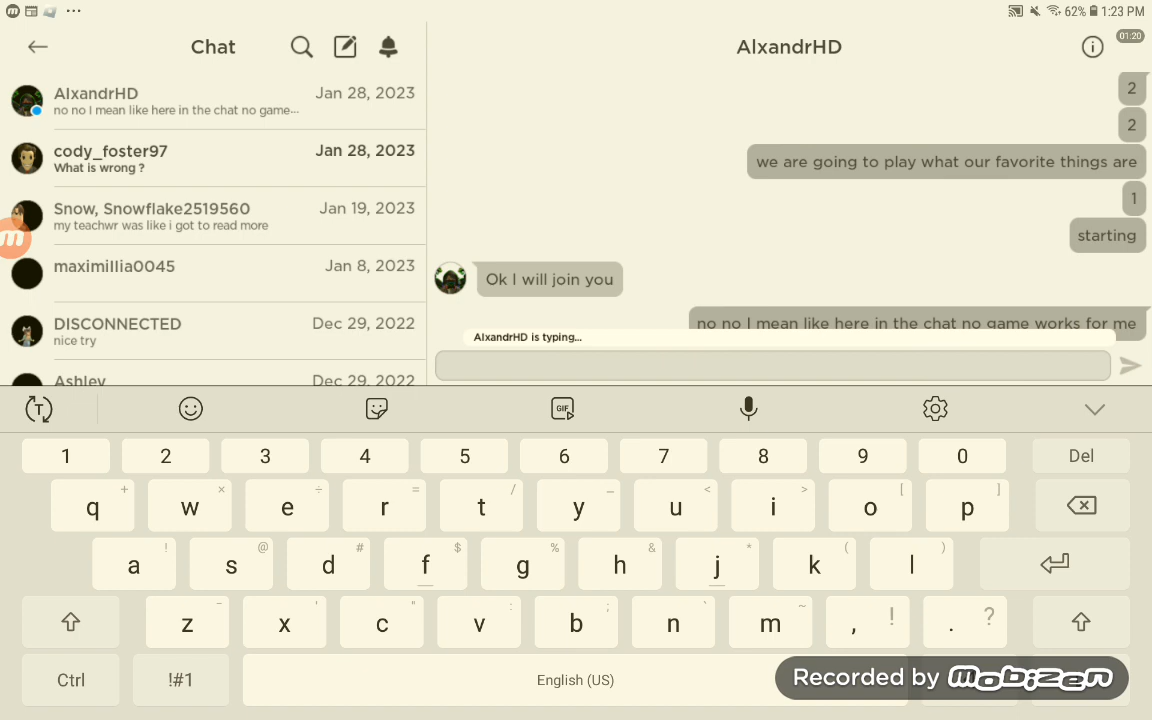 62% 1:23 PM
Chat
AlxandrHD
01:20
AlxandrHD Jan 28, 2023
no no I mean like here in the chat no game...
cody_foster97 Jan 28, 2023
What is wrong ?
Snow, Snowflake2519560 Jan 19, 2023
my teachwr was like i got to read more
maximillia0045 Jan 8, 2023
DISCONNECTED Dec 29, 2022
nice try
Ashley Dec 29, 2022
2
2
we are going to play what our favorite things are
1
starting
Ok I will join you
no no I mean like here in the chat no game works for me
AlxandrHD is typing...
T GIF
1 2 3 4 5 6 7 8 9 0 Del
+ × ÷ = / _ < > [ ]
q w e r t y u i o p
! @ # $ % & * ( )
a s d f g h j k l
- ' " : ; ` ~ ! ?
z x c v b n m , .
Ctrl !#1 English (US)
Recorded by MOBIZEN